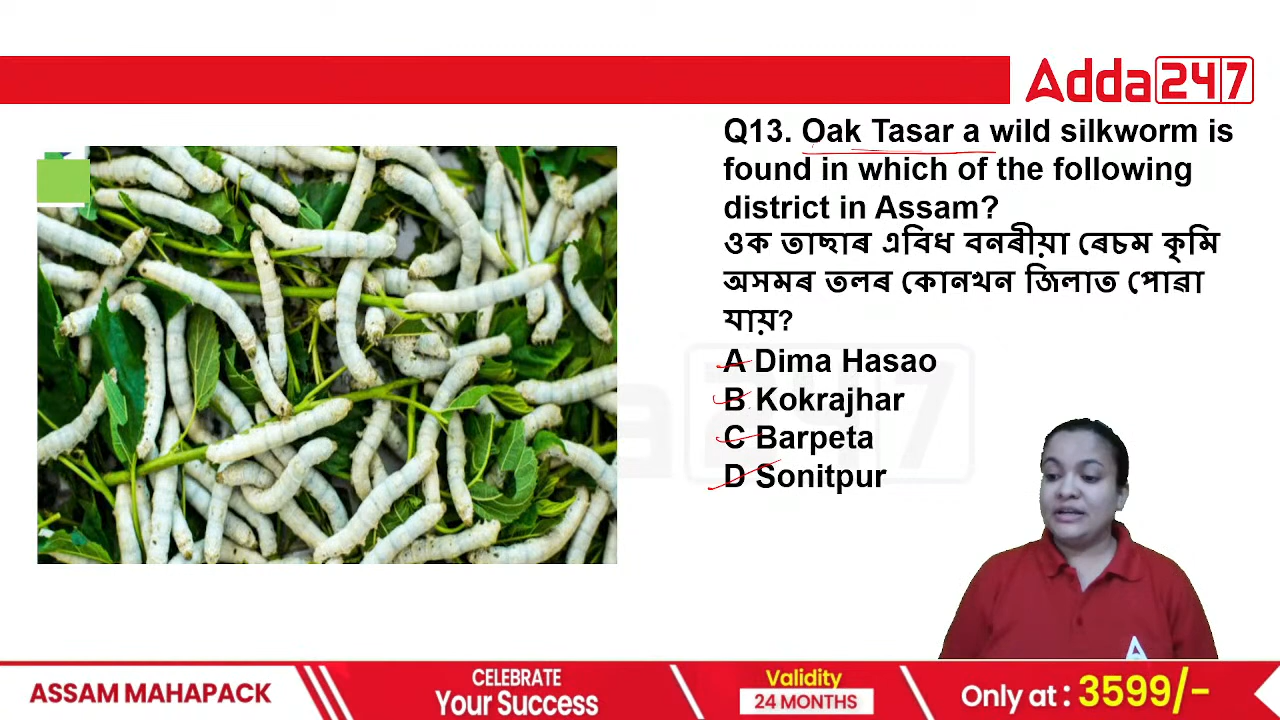 Adda247
Q13. Oak Tasar a wild silkworm is
found in which of the following
district in Assam?
ওক তাছাৰ এবিধ বনৰীয়া ৰেচম কৃমি
অসমৰ তলৰ কোনখন জিলাত পোৱা
যায়?
A Dima Hasao
B Kokrajhar
C Barpeta
D Sonitpur
ASSAM MAHAPACK
CELEBRATE
Your Success
Validity
24 MONTHS
Only at : 3599/-